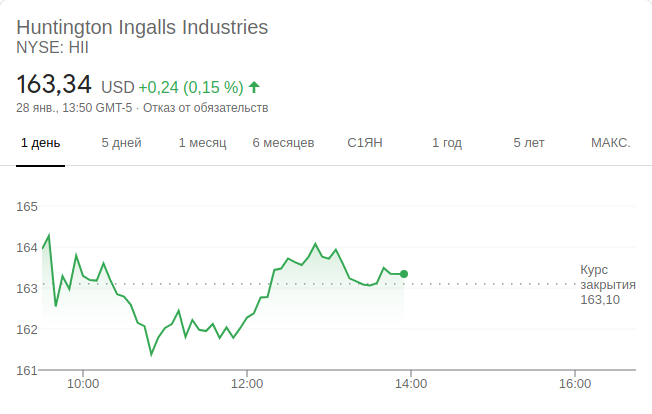 Huntington Ingalls Industries
NYSE: HII
163,34 USD +0,24 (0,15 %)
28 янв., 13:50 GMT-5 · Отказ от обязательств
1 день 5 дней 1 месяц 6 месяцев С1ЯН 1 год 5 лет МАКС.
165
164
163
162
161
Курс
закрытия
163,10
10:00 12:00 14:00 16:00